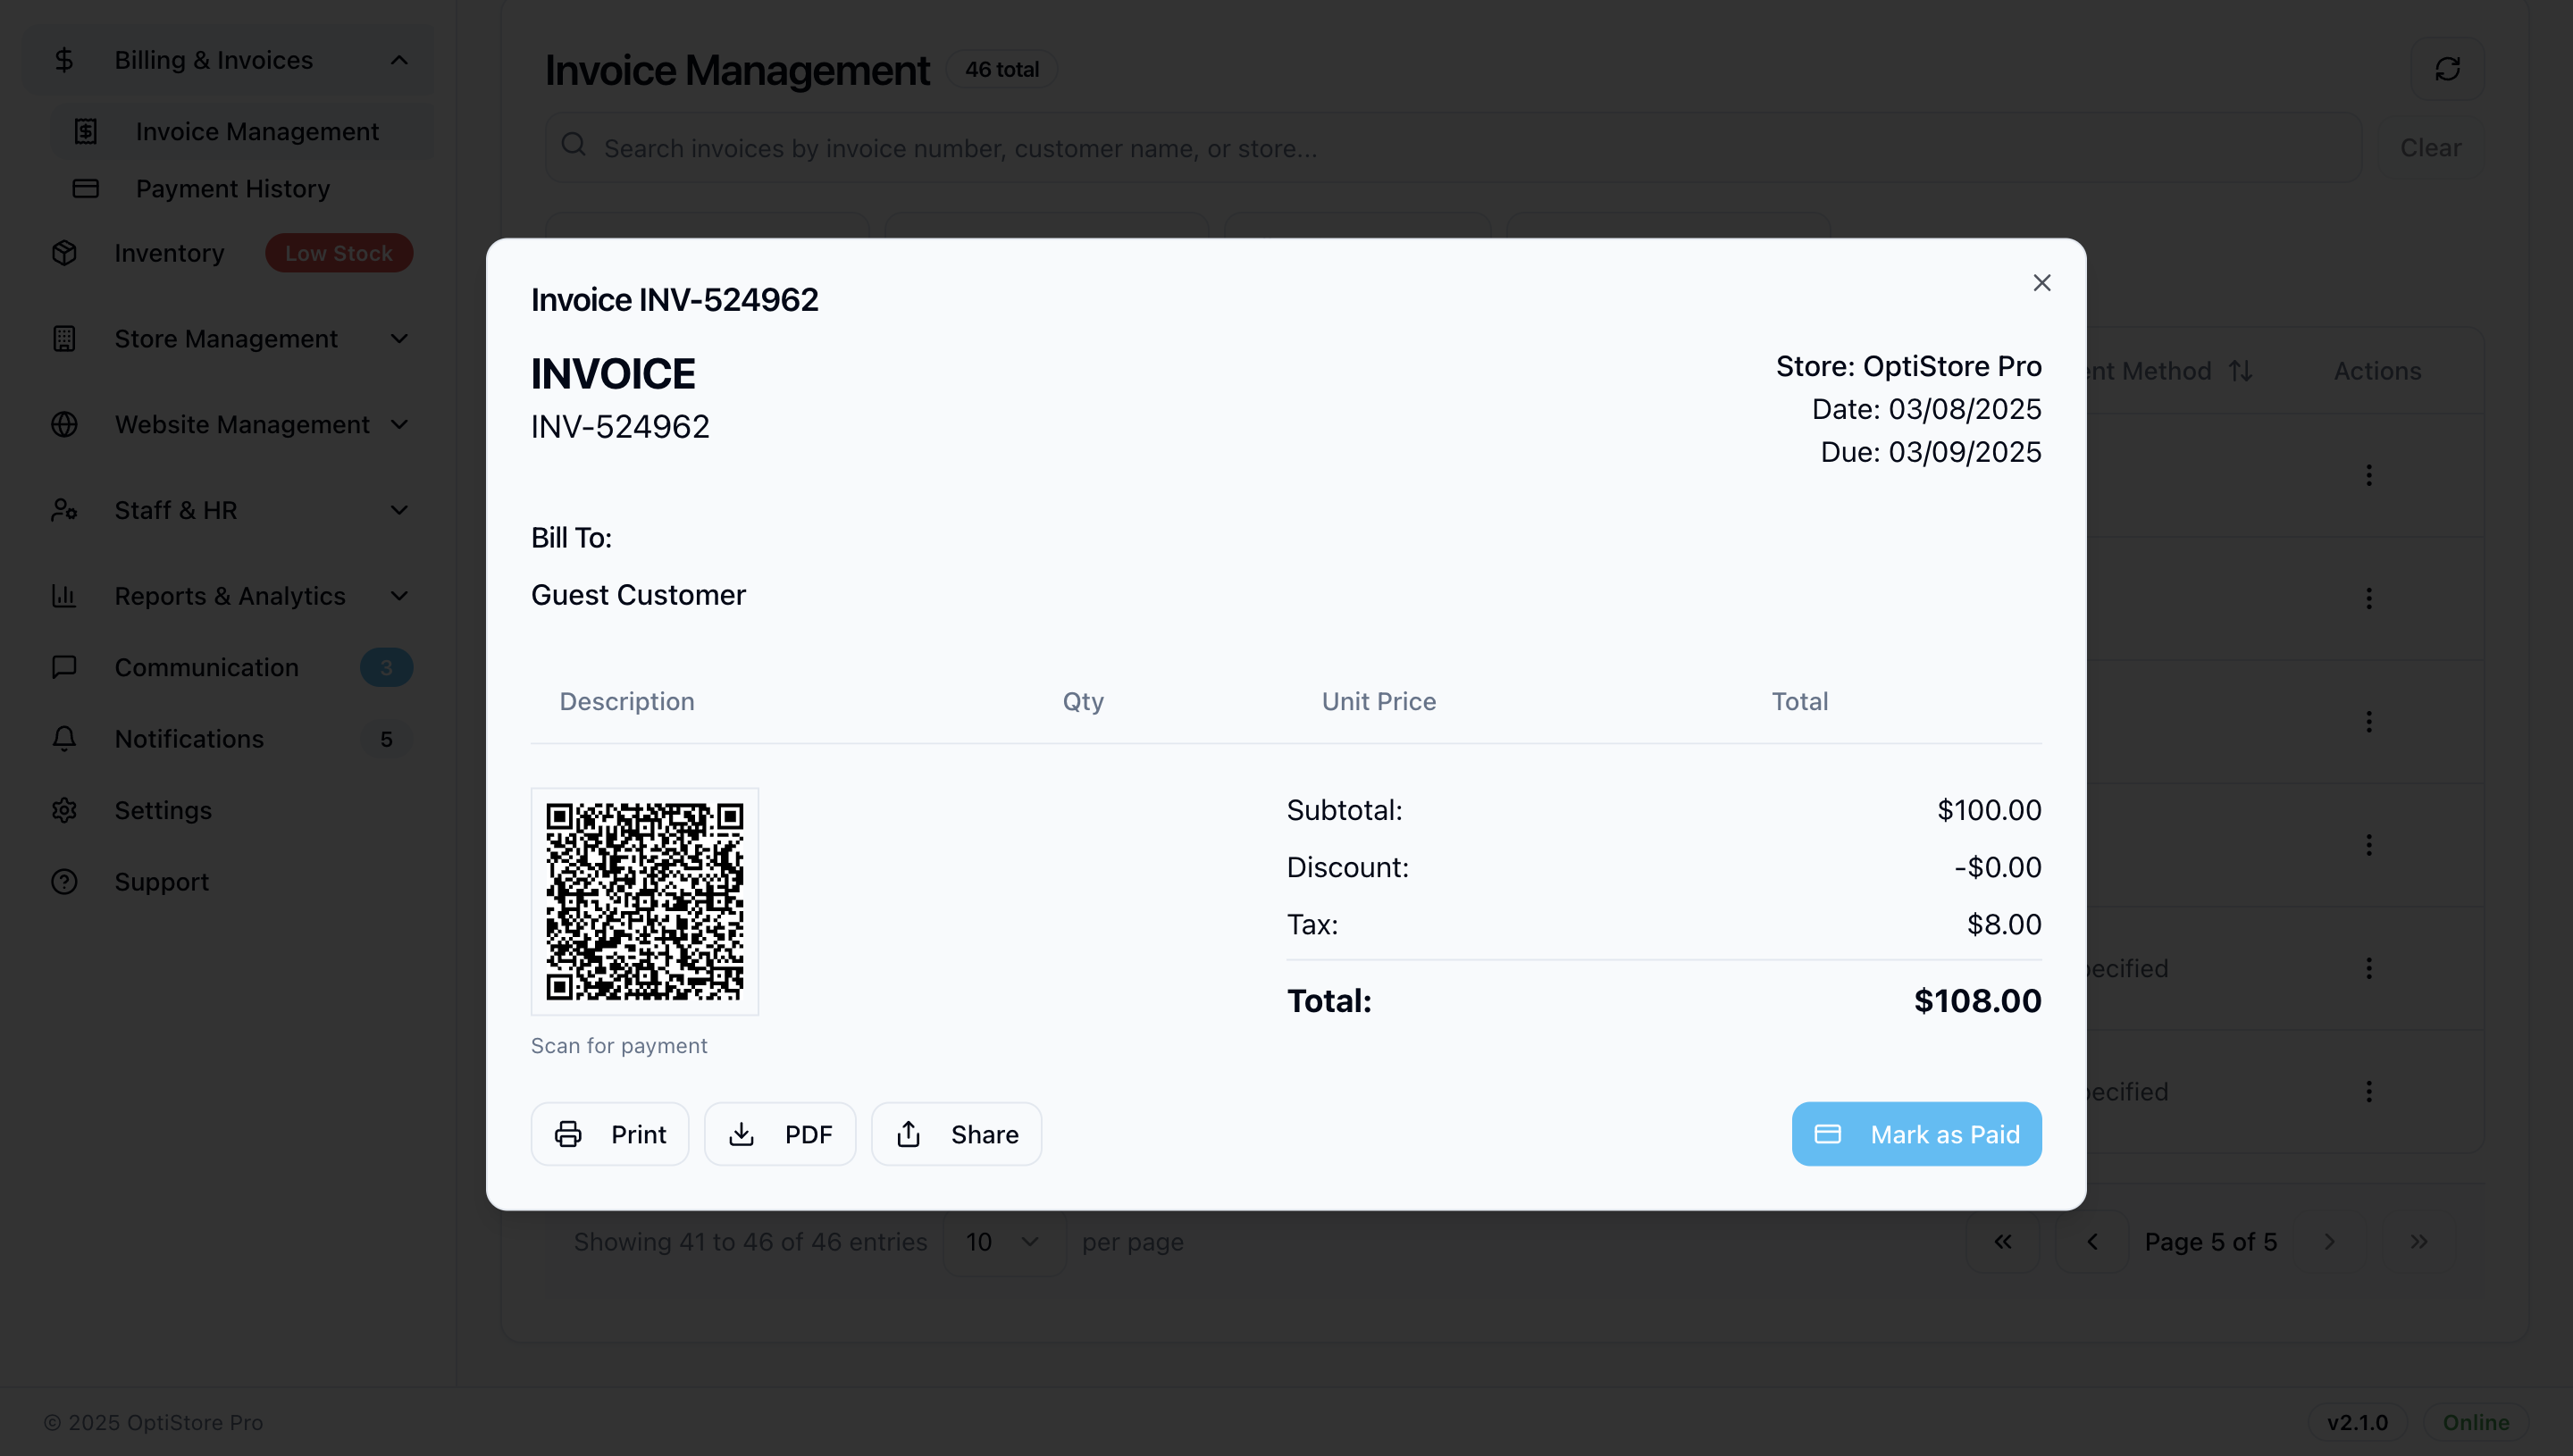 Billing & Invoices
Invoice Management
Payment History
Inventory
Low Stock
Store Management
Website Management
Staff & HR
Reports & Analytics
Communication
3
Notifications
5
Settings
Support
Invoice Management
46 total
Search invoices by invoice number, customer name, or store...
Clear
Method
Actions
Invoice INV-524962
INVOICE
INV-524962
Store: OptiStore Pro
Date: 03/08/2025
Due: 03/09/2025
Bill To:
Guest Customer
Description Qty Unit Price Total
Scan for payment
Subtotal: $100.00
Discount: -$0.00
Tax: $8.00
Total: $108.00
Print
PDF
Share
Mark as Paid
Showing 41 to 46 of 46 entries
10
per page
Page 5 of 5
© 2025 OptiStore Pro
v2.1.0
Online